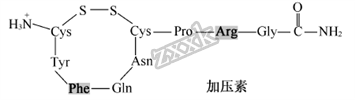 S—S
H₃N⁺ Cys Cys—Pro—Arg—Gly—C—NH₂
O
Tyr Asn
Phe—Gln
加压素